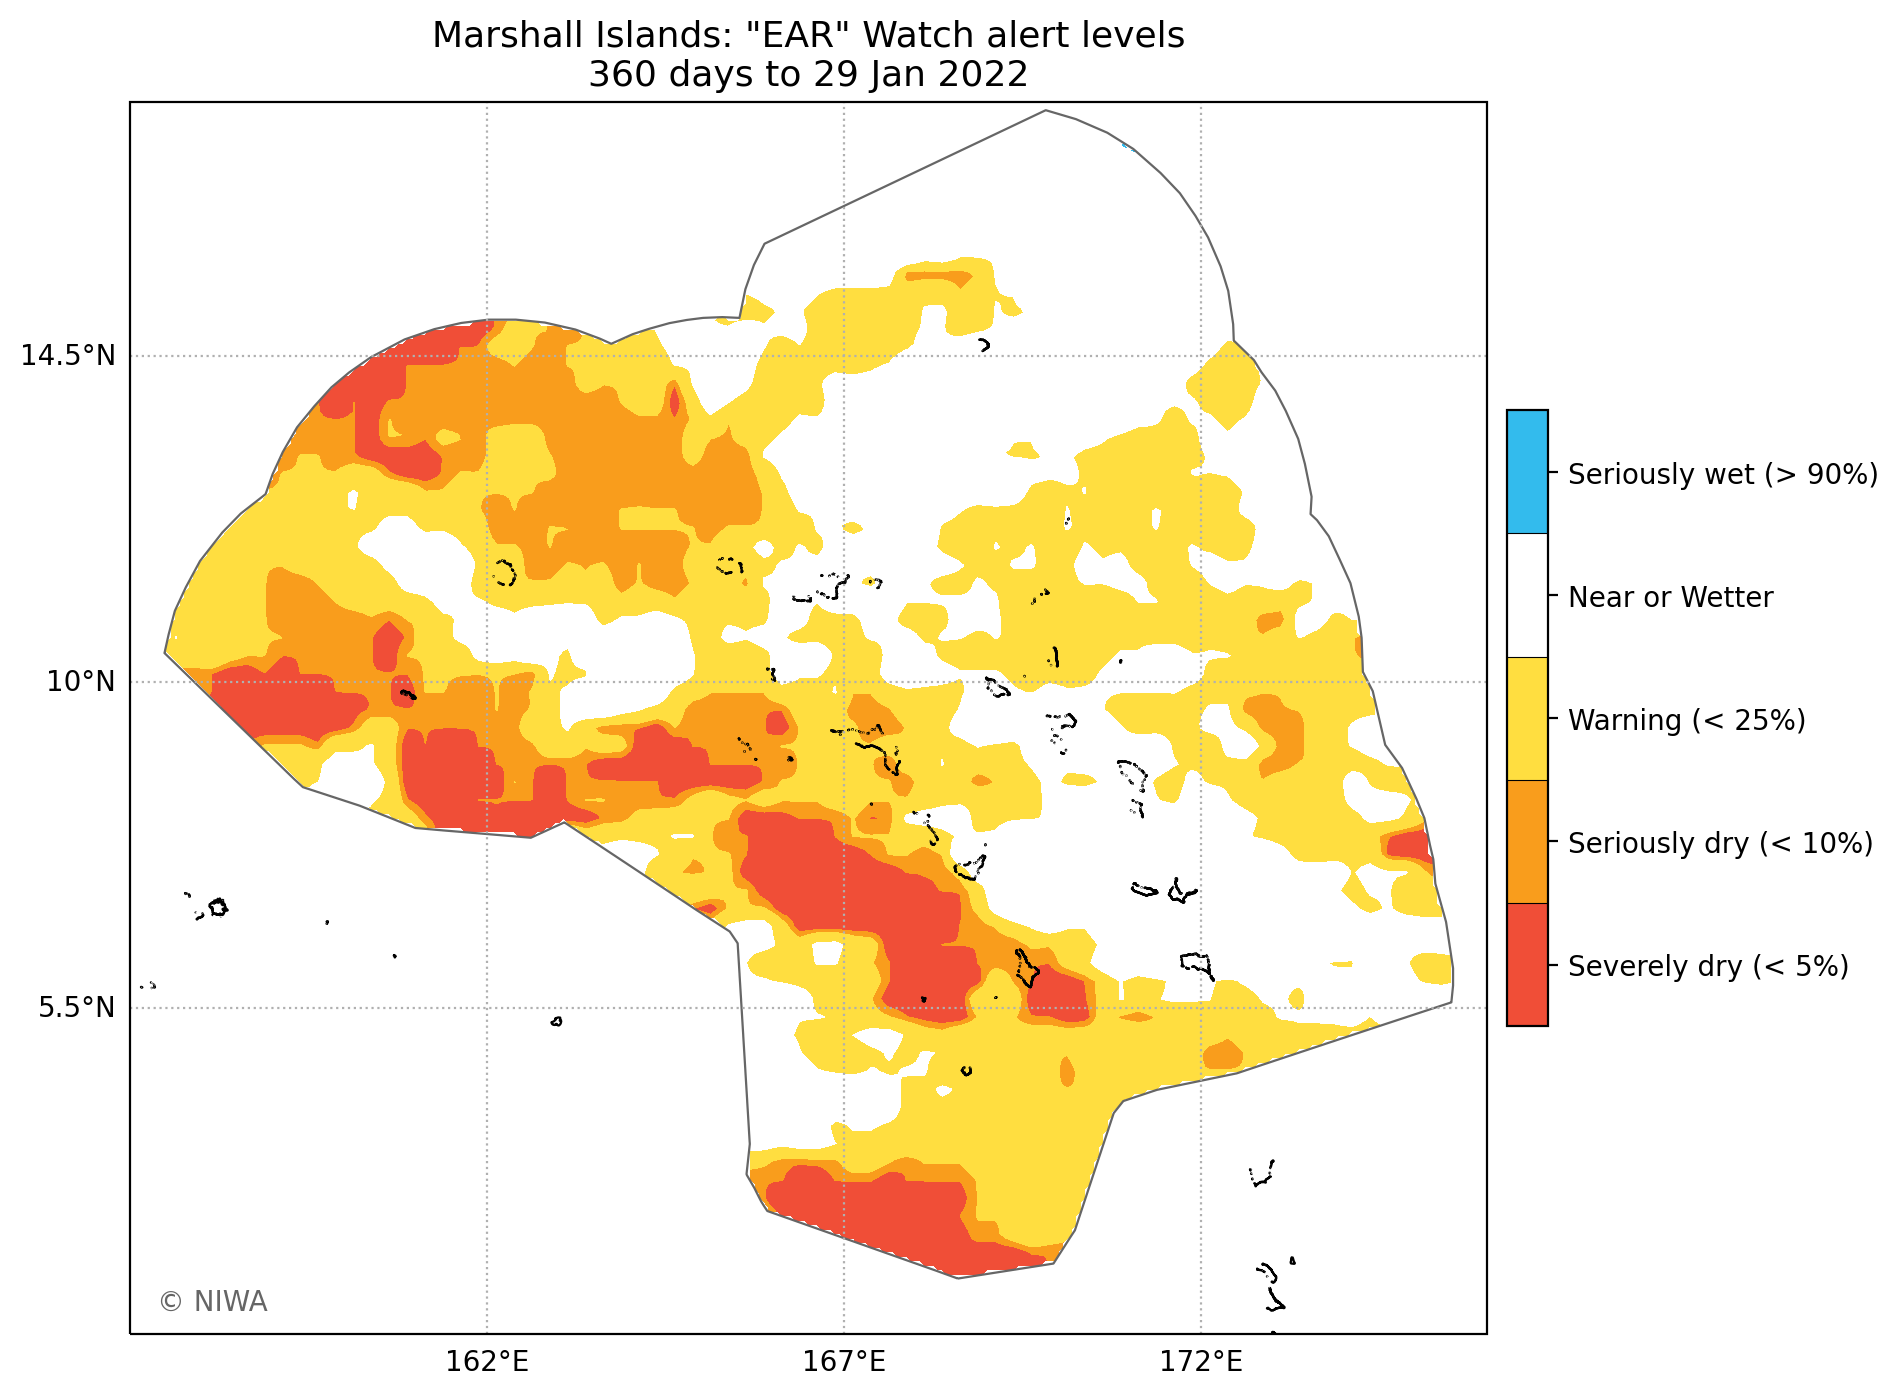 Marshall Islands: "EAR" Watch alert levels
360 days to 29 Jan 2022
14.5°N
10°N
5.5°N
162°E
167°E
172°E
Seriously wet (> 90%)
Near or Wetter
Warning (< 25%)
Seriously dry (< 10%)
Severely dry (< 5%)
© NIWA